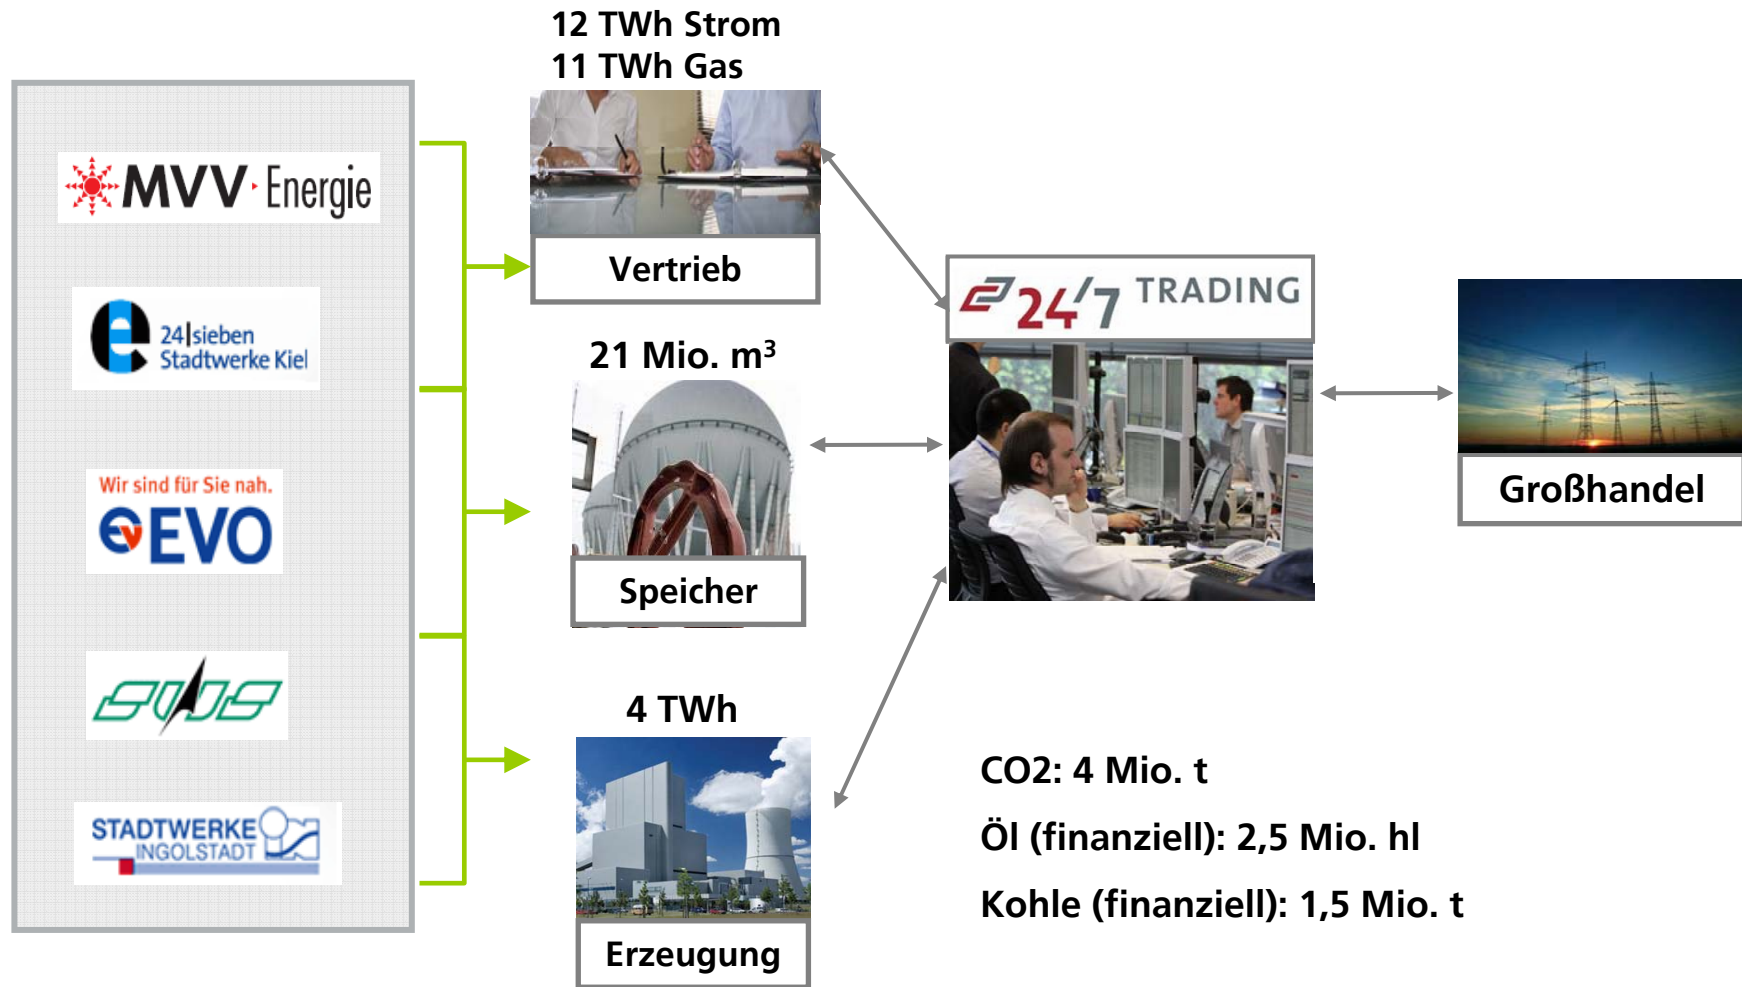 12 TWh Strom
11 TWh Gas
MVV Energie
24|sieben
Stadtwerke Kiel
Wir sind für Sie nah.
EVO
SWS
STADTWERKE
INGOLSTADT
Vertrieb
21 Mio. m³
Speicher
4 TWh
Erzeugung
24/7 TRADING
Großhandel
CO2: 4 Mio. t
Öl (finanziell): 2,5 Mio. hl
Kohle (finanziell): 1,5 Mio. t